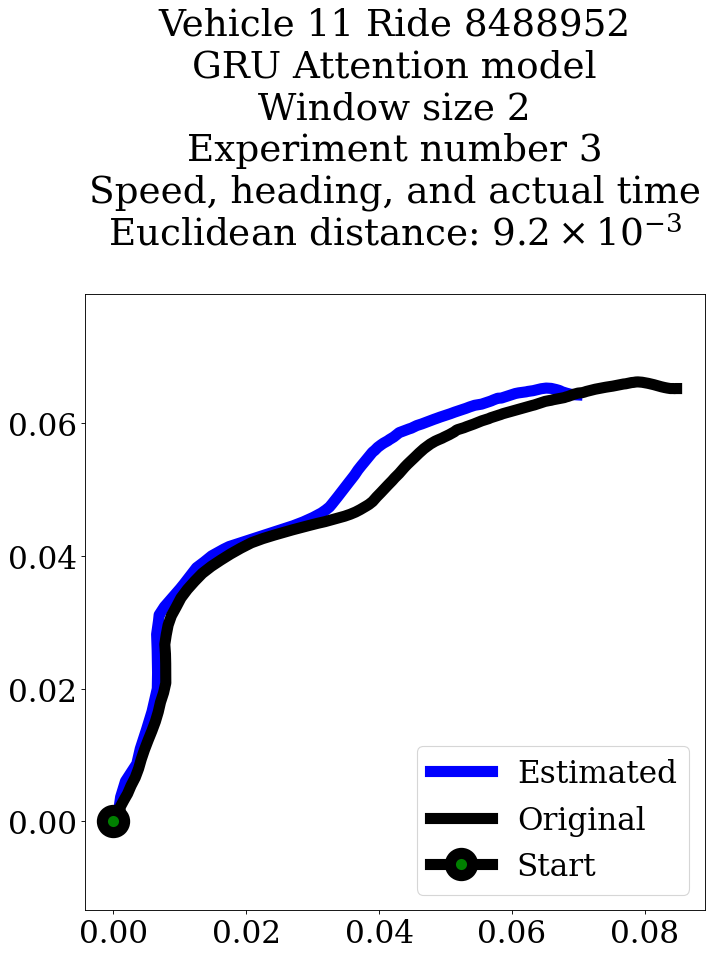 Vehicle 11 Ride 8488952
GRU Attention model
Window size 2
Experiment number 3
Speed, heading, and actual time
Euclidean distance: 9.2 × 10⁻³
0.06
0.04
0.02
0.00
Estimated
Original
Start
0.00 0.02 0.04 0.06 0.08